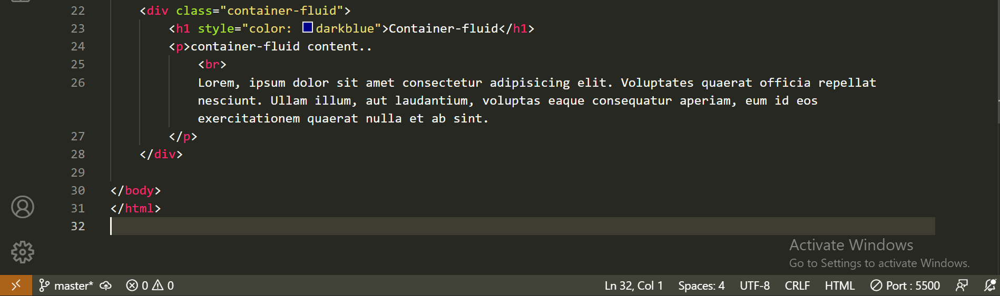 22 <div class="container-fluid">
23 <h1 style="color: darkblue">Container-fluid</h1>
24 <p>container-fluid content..
25 <br>
26 Lorem, ipsum dolor sit amet consectetur adipisicing elit. Voluptates quaerat officia repellat
nesciunt. Ullam illum, aut laudantium, voluptas eaque consequatur aperiam, eum id eos
exercitationem quaerat nulla et ab sint.
27 </p>
28 </div>
29
30 </body>
31 </html>
32
Activate Windows
Go to Settings to activate Windows.
master* 0 0 Ln 32, Col 1 Spaces: 4 UTF-8 CRLF HTML Port : 5500